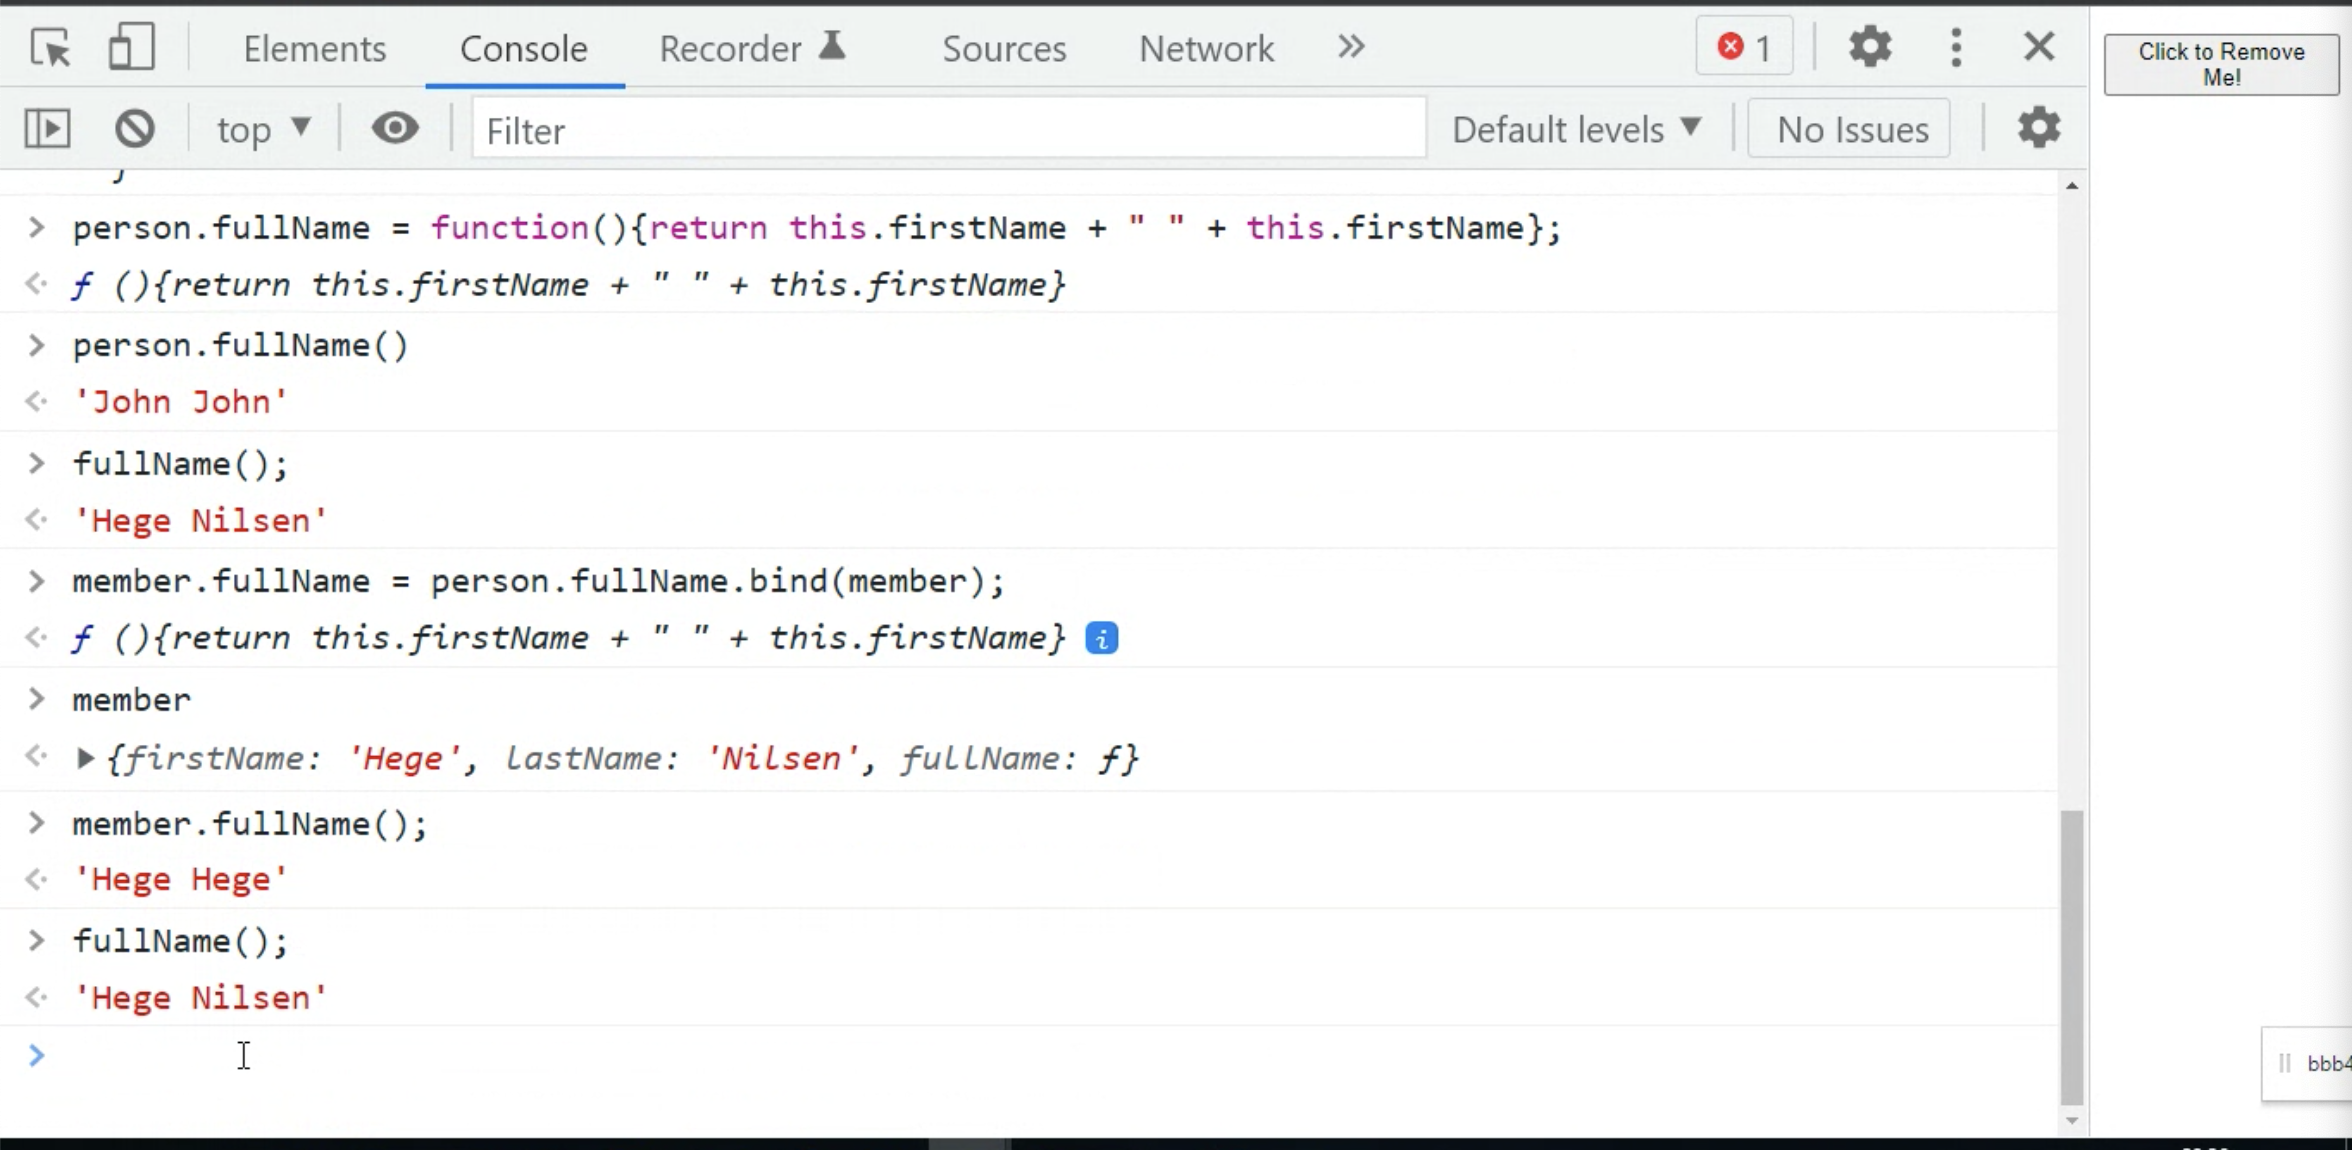 Elements Console Recorder Sources Network 1
top Filter Default levels No Issues
}
person.fullName = function(){return this.firstName + " " + this.firstName};
ƒ (){return this.firstName + " " + this.firstName}
person.fullName()
'John John'
fullName();
'Hege Nilsen'
member.fullName = person.fullName.bind(member);
ƒ (){return this.firstName + " " + this.firstName} i
member
{firstName: 'Hege', lastName: 'Nilsen', fullName: ƒ}
member.fullName();
'Hege Hege'
fullName();
'Hege Nilsen'
Click to Remove
Me!
bbb4